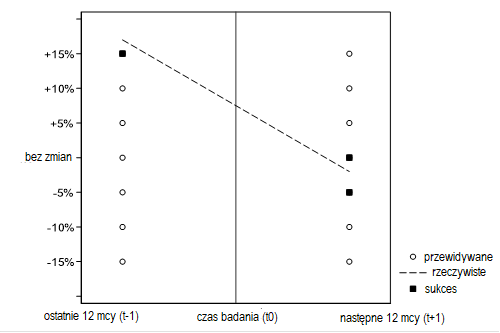 +15%
+10%
+5%
bez zmian
-5%
-10%
-15%
ostatnie 12 mcy (t-1)
czas badania (t0)
następne 12 mcy (t+1)
przewidywane
rzeczywiste
sukces